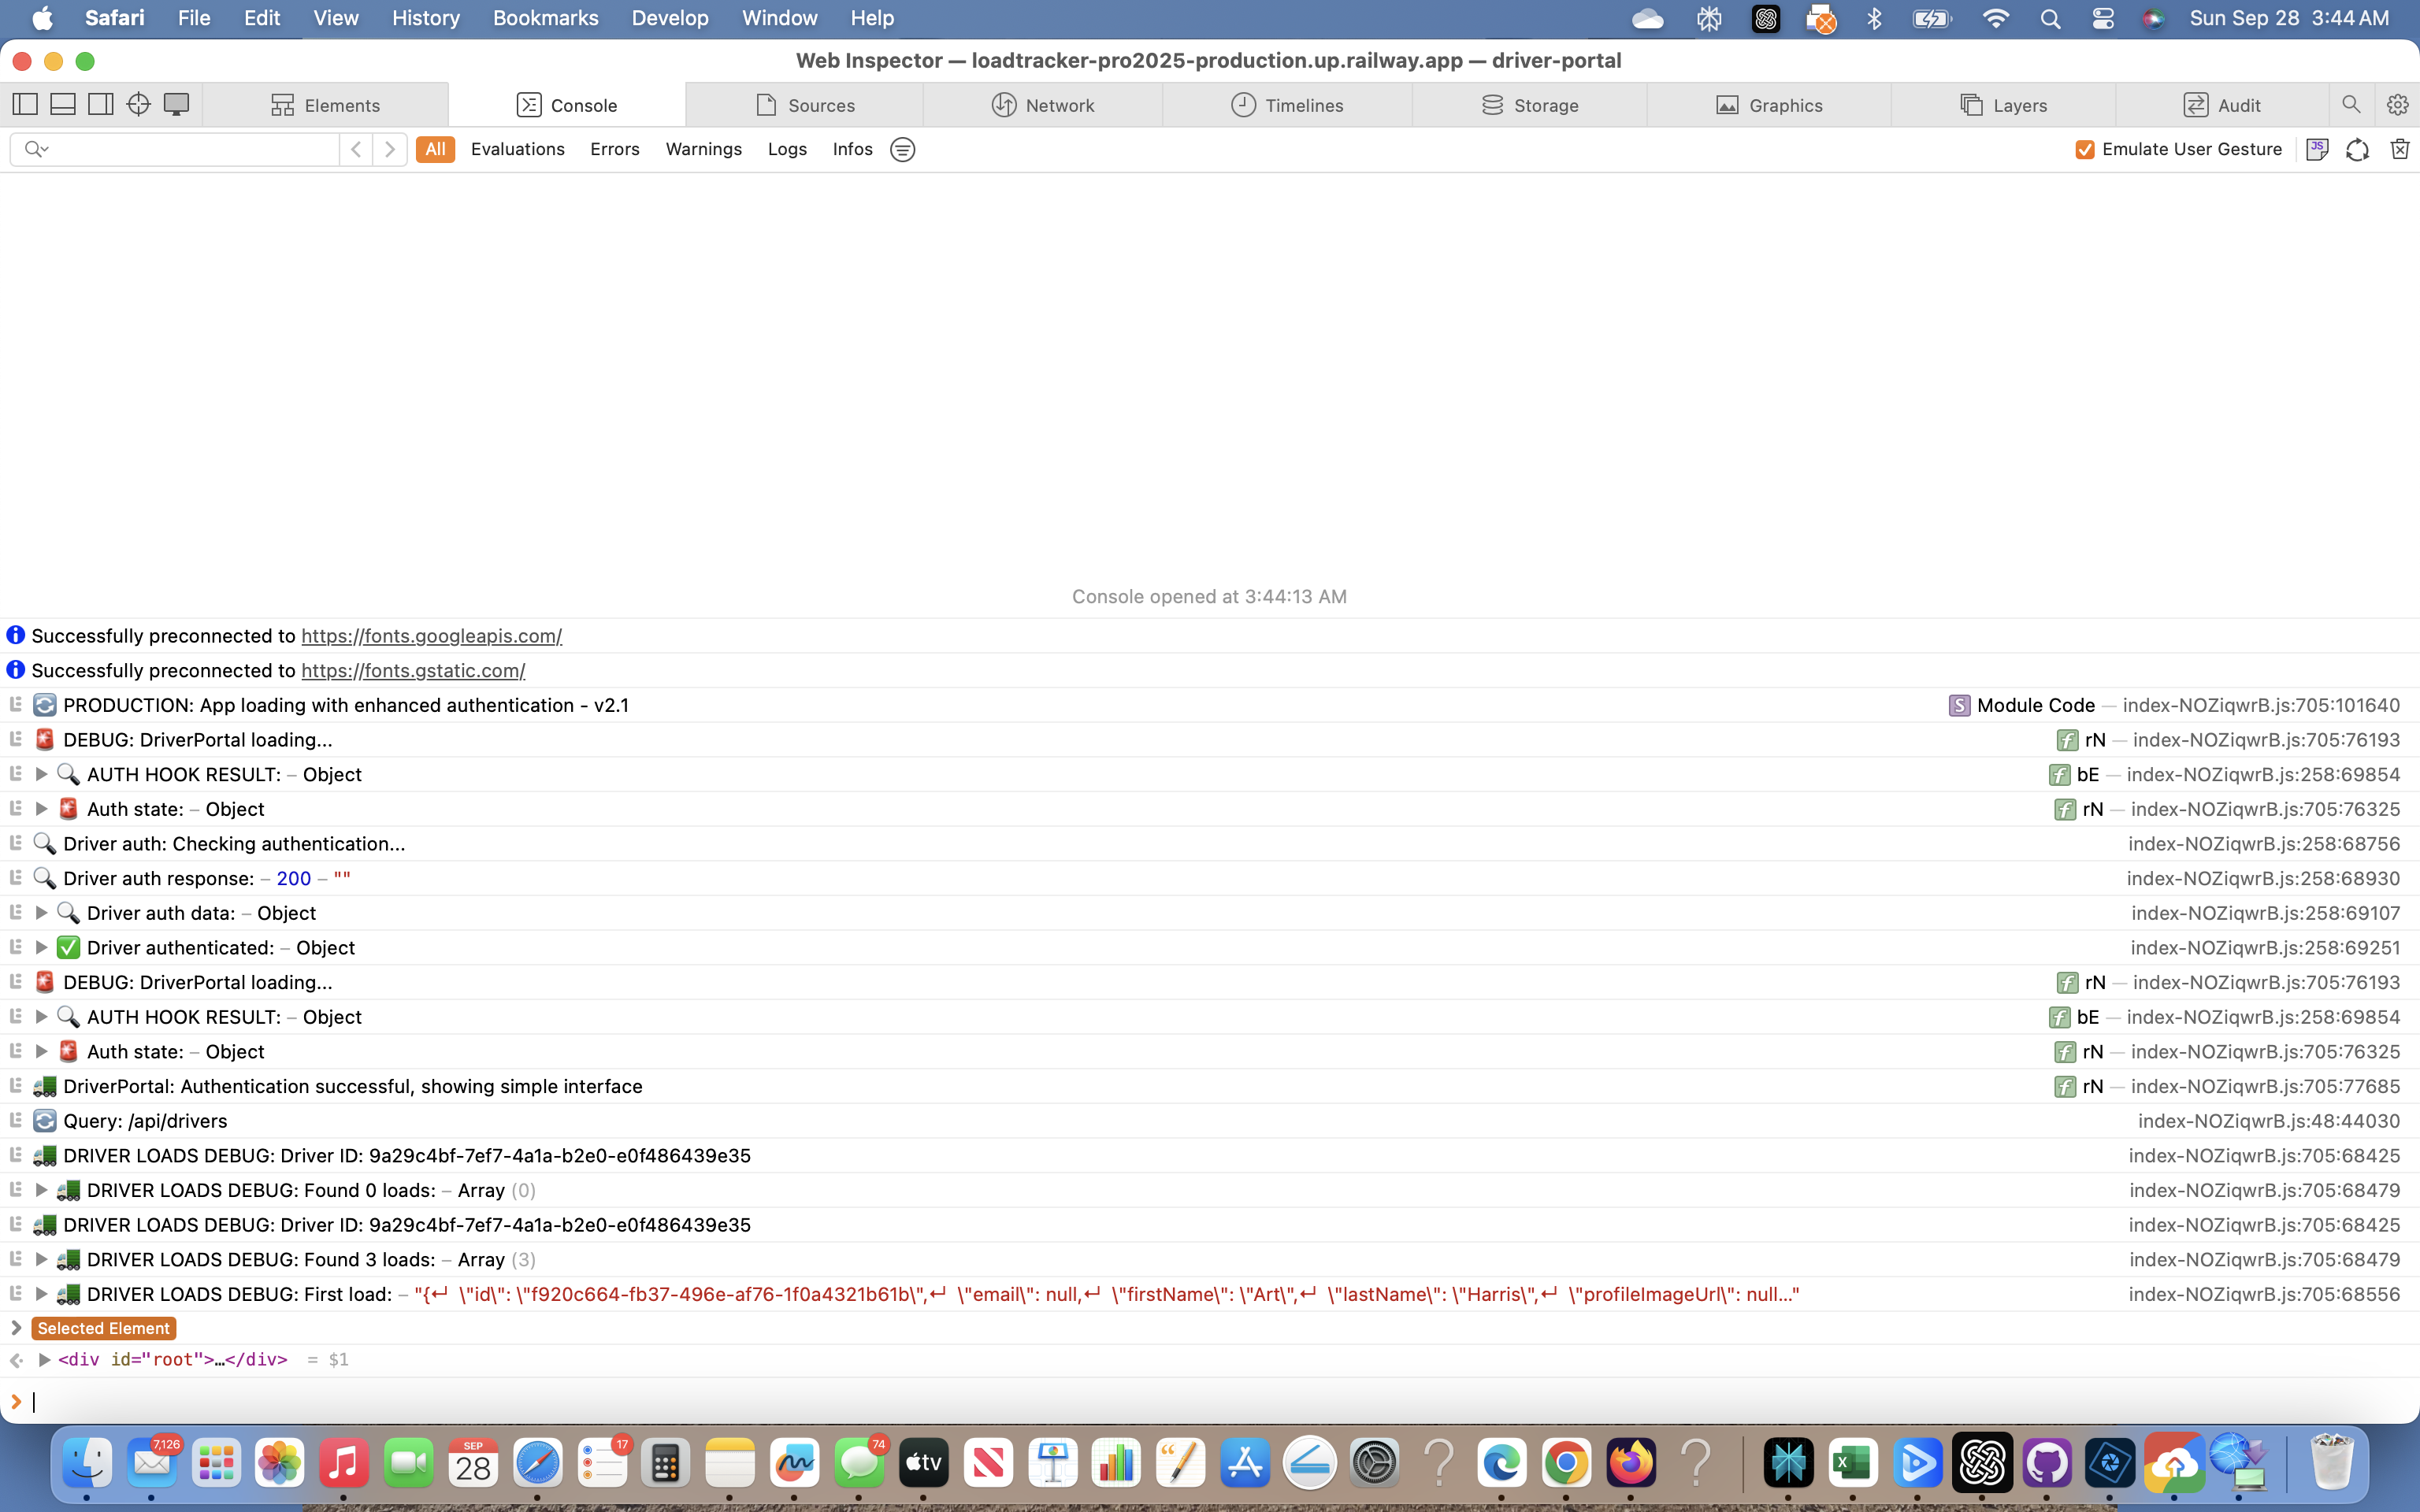 Safari File Edit View History Bookmarks Develop Window Help Sun Sep 28 3:44 AM
Web Inspector — loadtracker-pro2025-production.up.railway.app — driver-portal
Elements Console Sources Network Timelines Storage Graphics Layers Audit
All Evaluations Errors Warnings Logs Infos Emulate User Gesture JS
Console opened at 3:44:13 AM
Successfully preconnected to https://fonts.googleapis.com/
Successfully preconnected to https://fonts.gstatic.com/
PRODUCTION: App loading with enhanced authentication - v2.1 S Module Code — index-NOZiqwrB.js:705:101640
DEBUG: DriverPortal loading... f rN — index-NOZiqwrB.js:705:76193
AUTH HOOK RESULT: – Object f bE — index-NOZiqwrB.js:258:69854
Auth state: – Object f rN — index-NOZiqwrB.js:705:76325
Driver auth: Checking authentication... index-NOZiqwrB.js:258:68756
Driver auth response: – 200 – "" index-NOZiqwrB.js:258:68930
Driver auth data: – Object index-NOZiqwrB.js:258:69107
Driver authenticated: – Object index-NOZiqwrB.js:258:69251
DEBUG: DriverPortal loading... f rN — index-NOZiqwrB.js:705:76193
AUTH HOOK RESULT: – Object f bE — index-NOZiqwrB.js:258:69854
Auth state: – Object f rN — index-NOZiqwrB.js:705:76325
DriverPortal: Authentication successful, showing simple interface f rN — index-NOZiqwrB.js:705:77685
Query: /api/drivers index-NOZiqwrB.js:48:44030
DRIVER LOADS DEBUG: Driver ID: 9a29c4bf-7ef7-4a1a-b2e0-e0f486439e35 index-NOZiqwrB.js:705:68425
DRIVER LOADS DEBUG: Found 0 loads: – Array (0) index-NOZiqwrB.js:705:68479
DRIVER LOADS DEBUG: Driver ID: 9a29c4bf-7ef7-4a1a-b2e0-e0f486439e35 index-NOZiqwrB.js:705:68425
DRIVER LOADS DEBUG: Found 3 loads: – Array (3) index-NOZiqwrB.js:705:68479
DRIVER LOADS DEBUG: First load: – "{↵ \"id\": \"f920c664-fb37-496e-af76-1f0a4321b61b\",↵ \"email\": null,↵ \"firstName\": \"Art\",↵ \"lastName\": \"Harris\",↵ \"profileImageUrl\": null…" index-NOZiqwrB.js:705:68556
Selected Element
<div id="root">…</div> = $1
7,126 SEP 28 17 74 tv